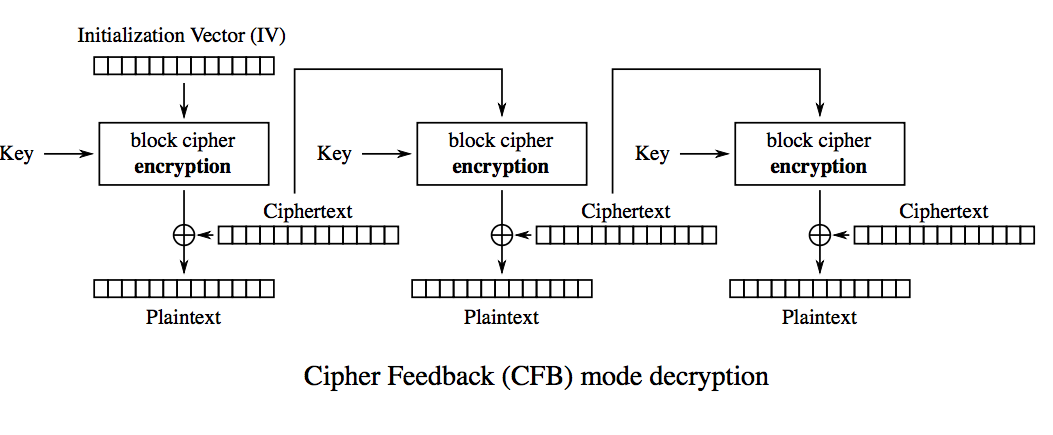 Initialization Vector (IV)
block cipher
encryption
Key
Ciphertext
Plaintext
block cipher
encryption
Key
Ciphertext
Plaintext
block cipher
encryption
Key
Ciphertext
Plaintext
Cipher Feedback (CFB) mode decryption